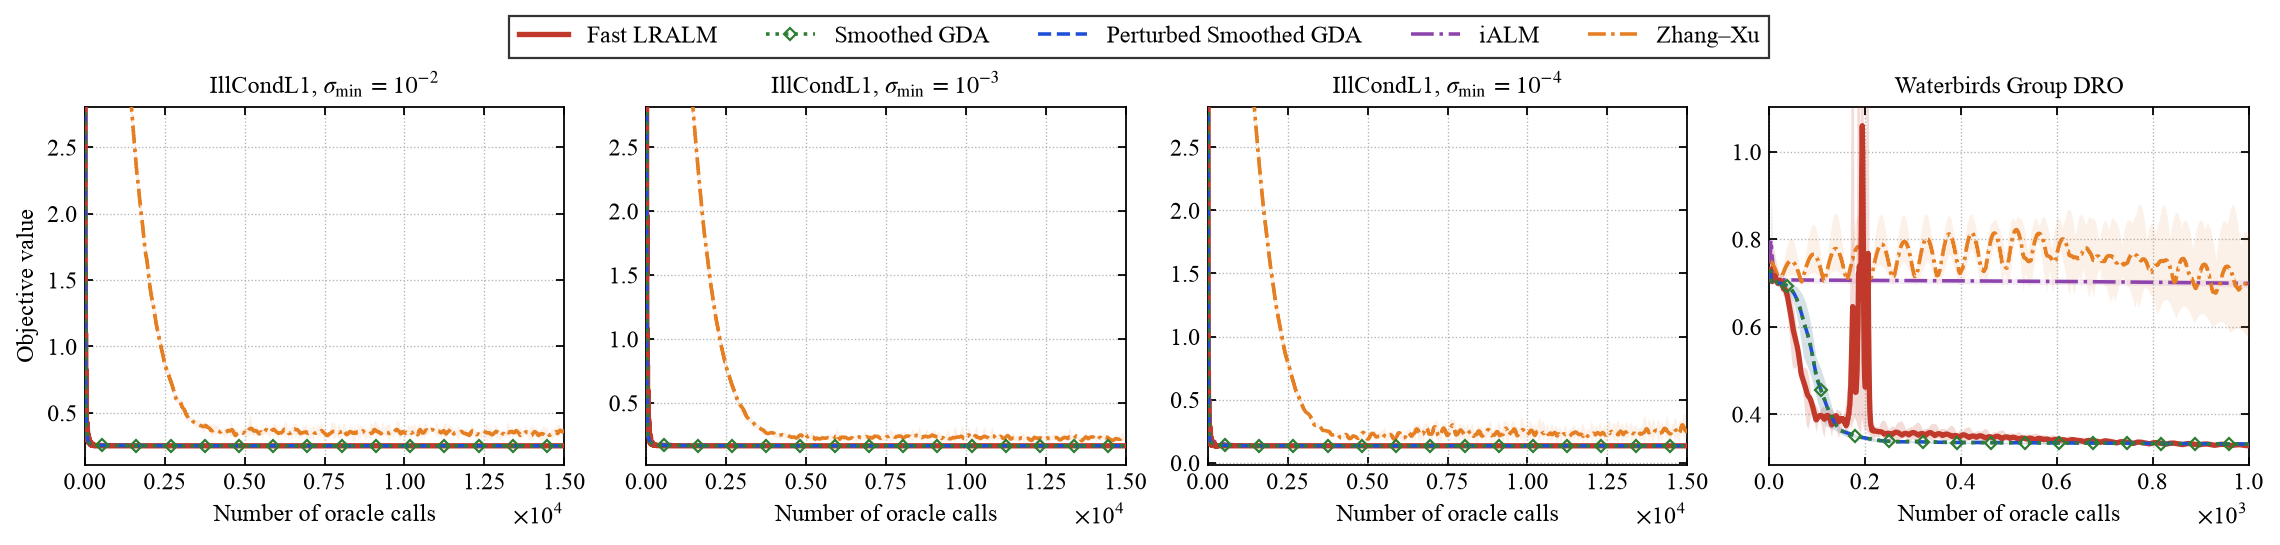 Fast LRALM Smoothed GDA Perturbed Smoothed GDA iALM Zhang–Xu
IllCondL1, σmin = 10⁻² IllCondL1, σmin = 10⁻³ IllCondL1, σmin = 10⁻⁴ Waterbirds Group DRO
Objective value
2.5
2.0
1.5
1.0
0.5
0.00 0.25 0.50 0.75 1.00 1.25 1.50
Number of oracle calls ×10⁴
2.5
2.0
1.5
1.0
0.5
0.00 0.25 0.50 0.75 1.00 1.25 1.50
Number of oracle calls ×10⁴
2.5
2.0
1.5
1.0
0.5
0.0
0.00 0.25 0.50 0.75 1.00 1.25 1.50
Number of oracle calls ×10⁴
1.0
0.8
0.6
0.4
0.0 0.2 0.4 0.6 0.8 1.0
Number of oracle calls ×10³